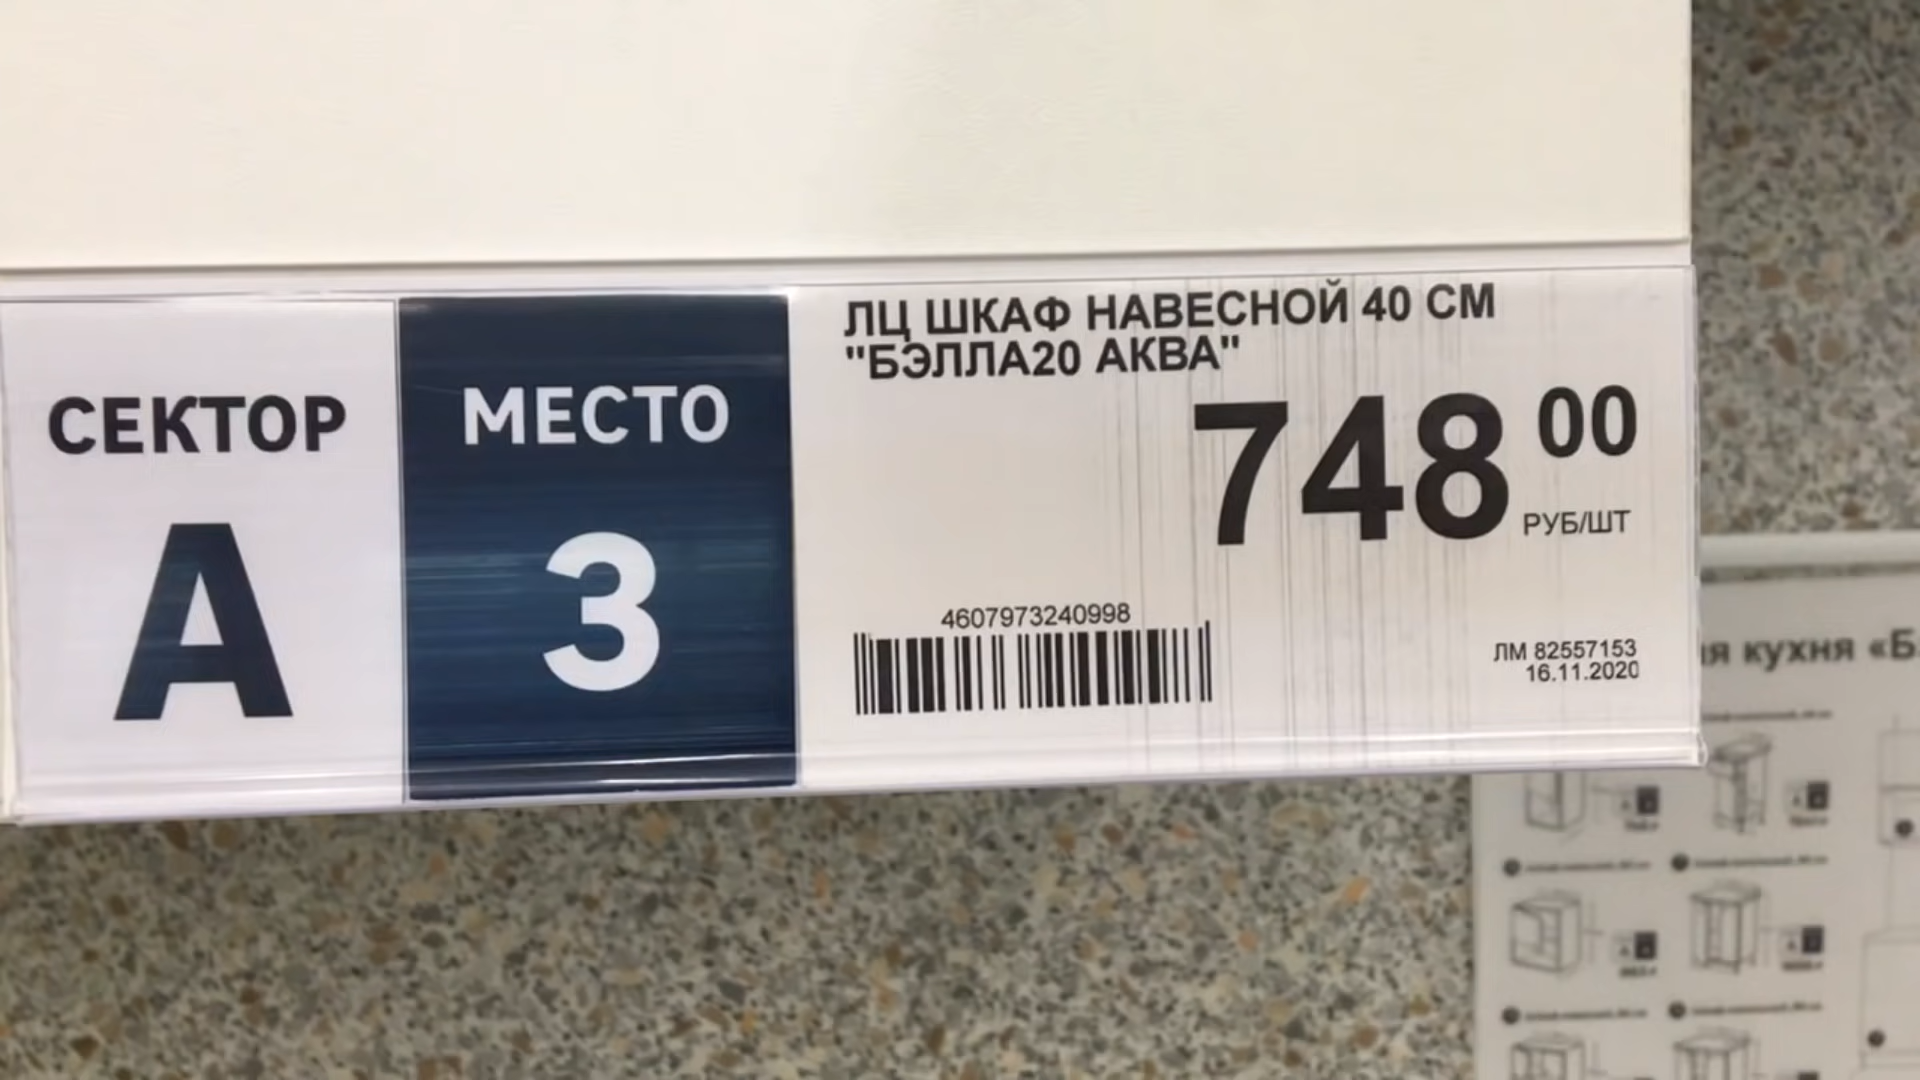 СЕКТОР
А
МЕСТО
3
ЛЦ ШКАФ НАВЕСНОЙ 40 СМ
"БЭЛЛА20 АКВА"
748 00
РУБ/ШТ
4607973240998
ЛМ 82557153
16.11.2020
кухня «Б